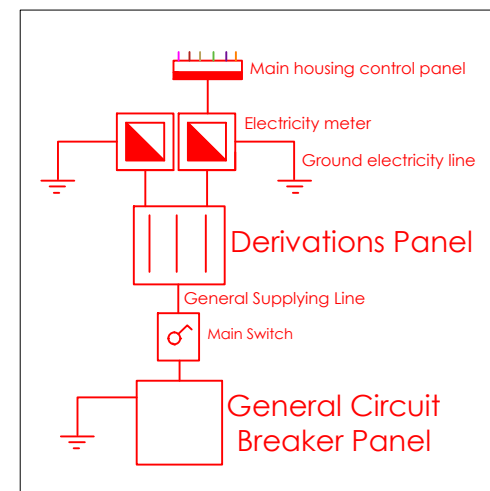 Main housing control panel
Electricity meter
Ground electricity line
Derivations Panel
General Supplying Line
Main Switch
General Circuit
Breaker Panel